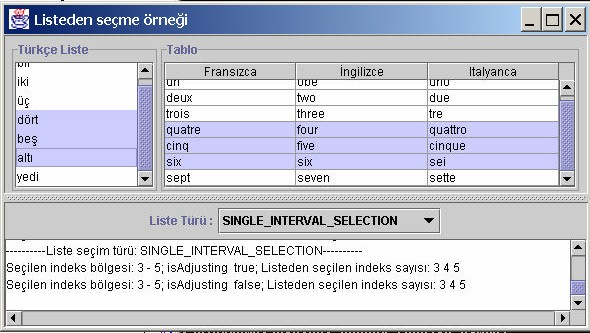 Listeden seçme örneği
Türkçe Liste
Tablo
bir
iki
üç
dört
beş
altı
yedi
Fransızca İngilizce Italyanca
un obe uno
deux two due
trois three tre
quatre four quattro
cinq five cinque
six six sei
sept seven sette
Liste Türü : SINGLE_INTERVAL_SELECTION
----------Liste seçim türü: SINGLE_INTERVAL_SELECTION----------
Seçilen indeks bölgesi: 3 - 5; isAdjusting true; Listeden seçilen indeks sayısı: 3 4 5
Seçilen indeks bölgesi: 3 - 5; isAdjusting false; Listeden seçilen indeks sayısı: 3 4 5